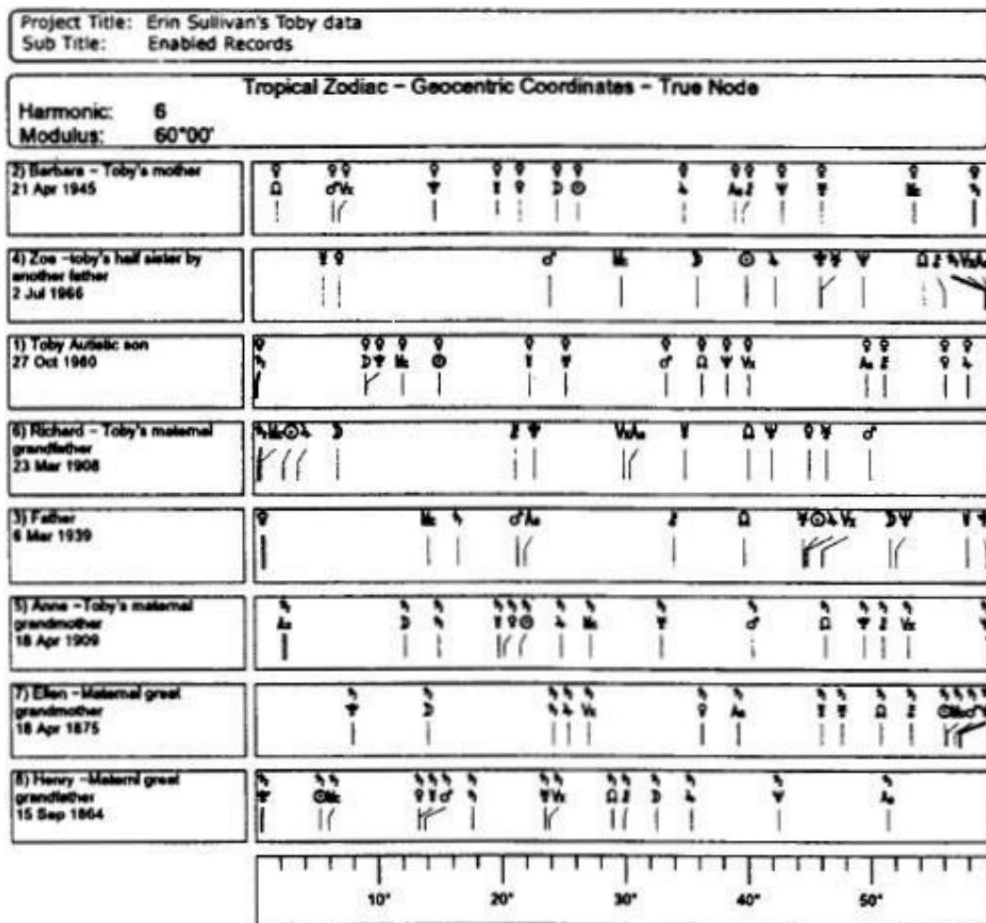 Project Title: Erin Sullivan's Toby data
Sub Title: Enabled Records
Tropical Zodiac - Geocentric Coordinates - True Node
Harmonic: 6
Modulus: 60°00'
2) Barbara - Toby's mother
21 Apr 1945
4) Zoe -toby's half sister by
another father
2 Jul 1966
1) Toby Autistic son
27 Oct 1980
6) Richard - Toby's maternal
grandfather
23 Mar 1908
3) Father
6 Mar 1939
5) Anne -Toby's maternal
grandmother
18 Apr 1909
7) Ellen -Maternal great
grandmother
18 Apr 1875
8) Henry -Maternl great
grandfather
15 Sep 1864
10° 20° 30° 40° 50°